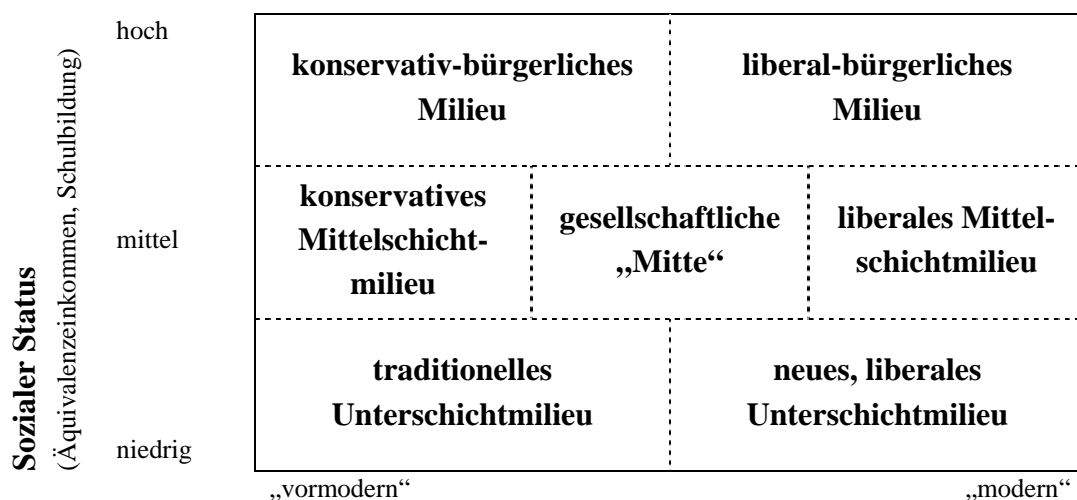 hoch
konservativ-bürgerliches
Milieu
liberal-bürgerliches
Milieu
Sozialer Status
(Äquivalenzeinkommen, Schulbildung)
mittel
konservatives
Mittelschicht-
milieu
gesellschaftliche
„Mitte“
liberales Mittel-
schichtmilieu
traditionelles
Unterschichtmilieu
neues, liberales
Unterschichtmilieu
niedrig
„vormodern“
„modern“